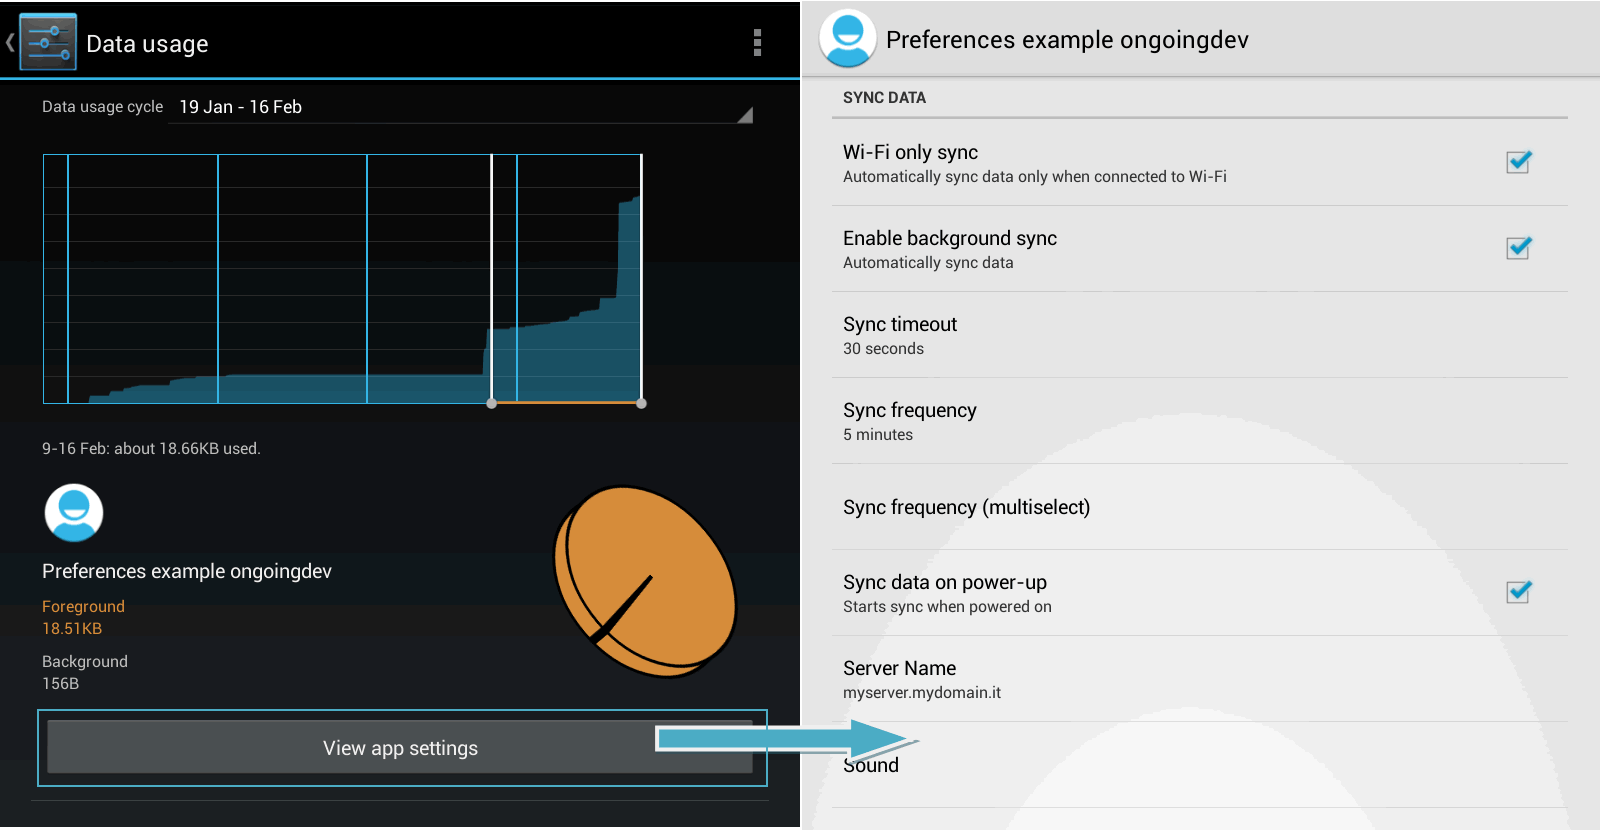 Data usage
Data usage cycle 19 Jan - 16 Feb
9-16 Feb: about 18.66KB used.
Preferences example ongoingdev
Foreground
18.51KB
Background
156B
View app settings
Preferences example ongoingdev
SYNC DATA
Wi-Fi only sync
Automatically sync data only when connected to Wi-Fi
Enable background sync
Automatically sync data
Sync timeout
30 seconds
Sync frequency
5 minutes
Sync frequency (multiselect)
Sync data on power-up
Starts sync when powered on
Server Name
myserver.mydomain.it
Sound